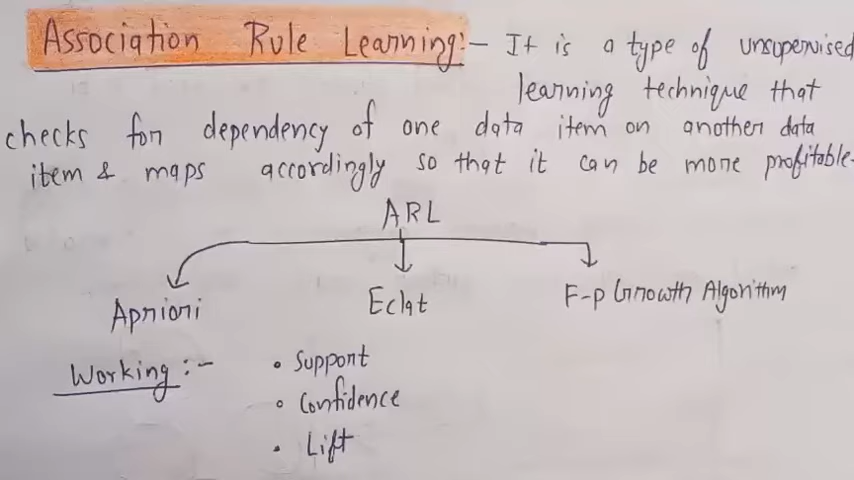 Association Rule Learning:- It is a type of unsupervised
learning technique that
checks for dependency of one data item on another data
item & maps accordingly so that it can be more profitable.
ARL
Apriori
Eclat
F-p Growth Algorithm
Working :-
• Support
• Confidence
• Lift